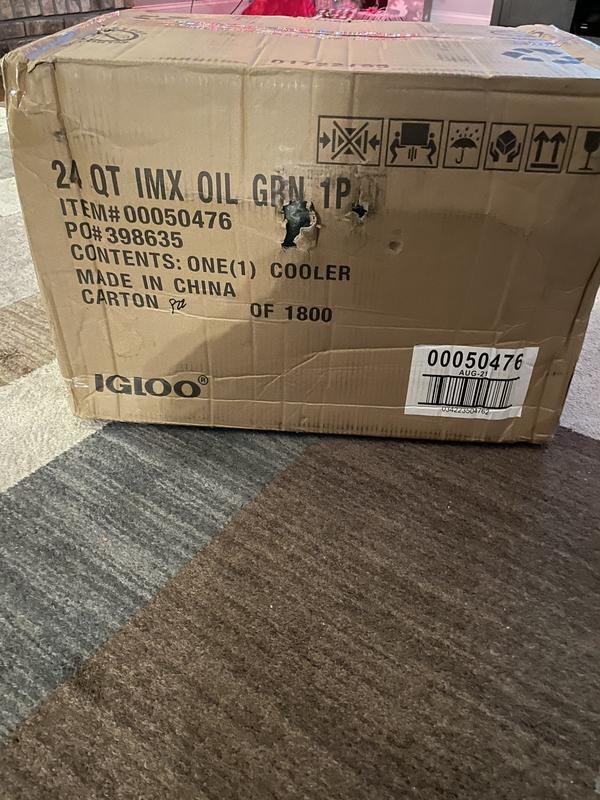 24 QT IMX OIL GRN 1P
ITEM# 00050476
PO# 398635
CONTENTS: ONE(1) COOLER
MADE IN CHINA
CARTON OF 1800
IGLOO®
00050476
AUG-21